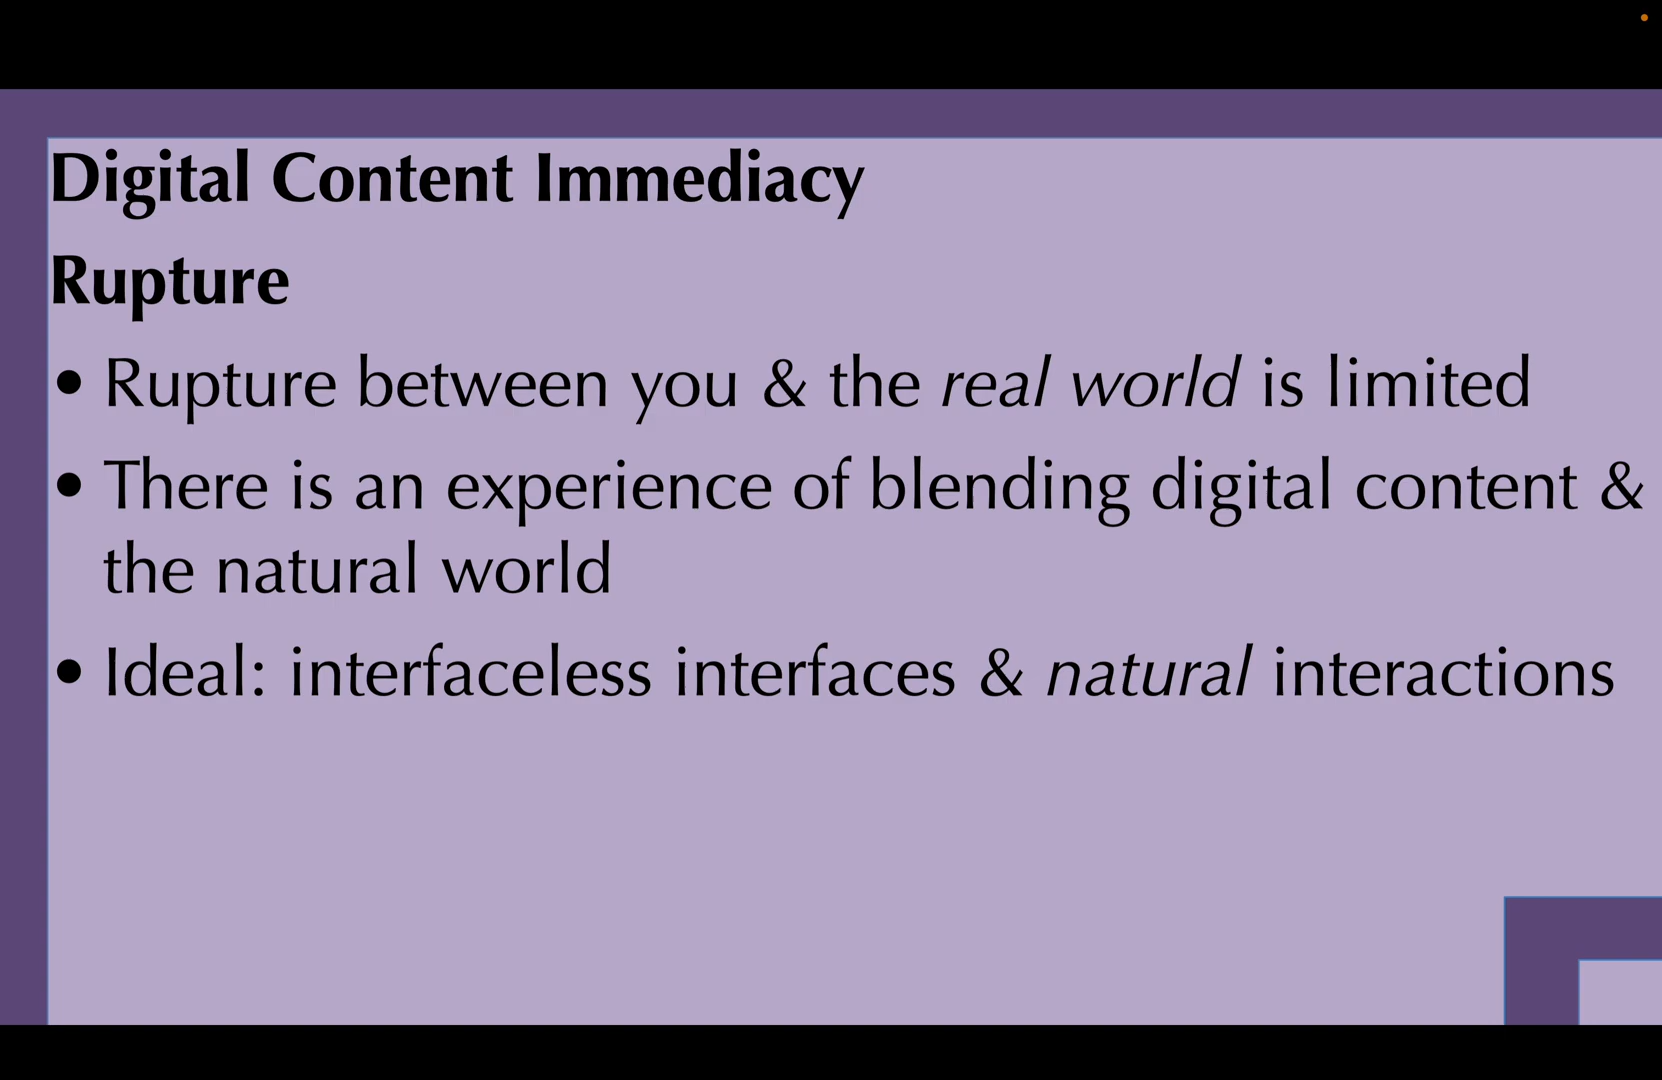 Digital Content Immediacy
Rupture
• Rupture between you & the real world is limited
• There is an experience of blending digital content &
the natural world
• Ideal: interfaceless interfaces & natural interactions